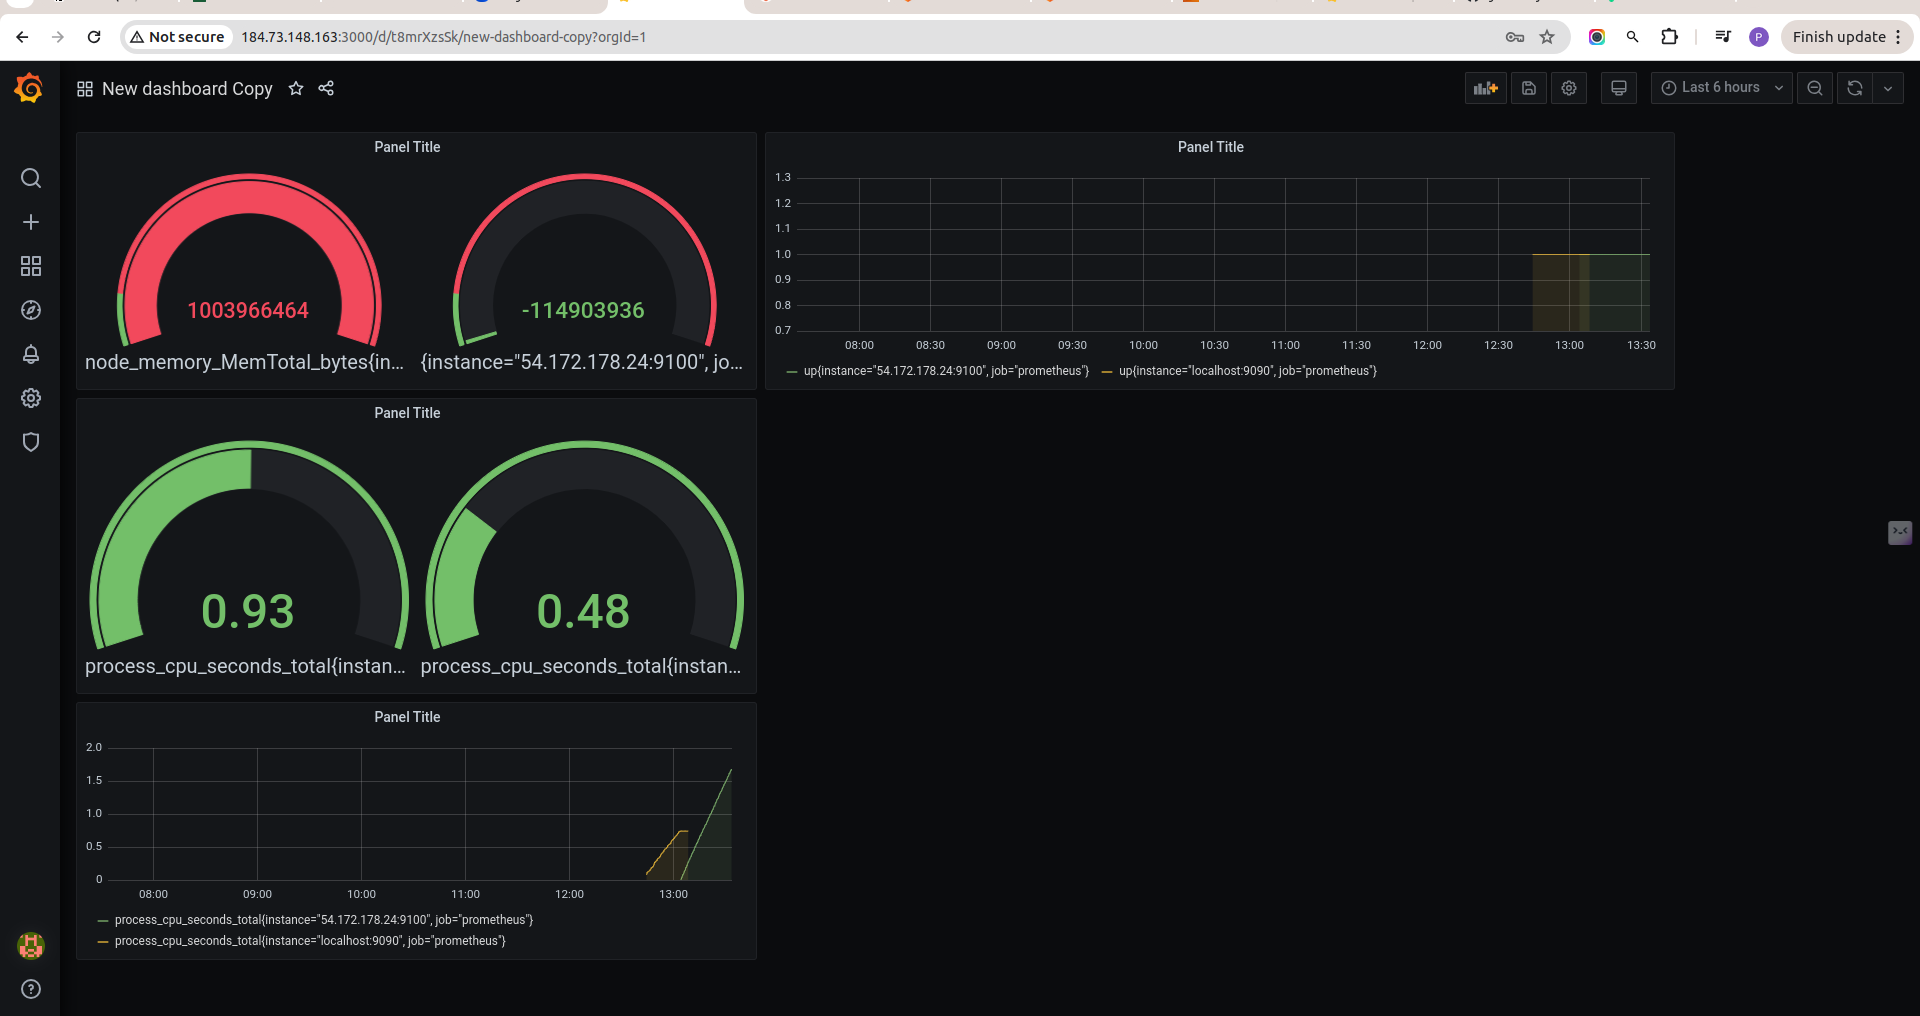 Not secure 184.73.148.163:3000/d/t8mrXzsSk/new-dashboard-copy?orgId=1
P
Finish update
New dashboard Copy
Last 6 hours
Panel Title
1003966464
-114903936
node_memory_MemTotal_bytes{in...
{instance="54.172.178.24:9100", jo...
Panel Title
1.3
1.2
1.1
1.0
0.9
0.8
0.7
08:00 08:30 09:00 09:30 10:00 10:30 11:00 11:30 12:00 12:30 13:00 13:30
up{instance="54.172.178.24:9100", job="prometheus"} up{instance="localhost:9090", job="prometheus"}
Panel Title
0.93
0.48
process_cpu_seconds_total{instan...
process_cpu_seconds_total{instan...
Panel Title
2.0
1.5
1.0
0.5
0
08:00 09:00 10:00 11:00 12:00 13:00
process_cpu_seconds_total{instance="54.172.178.24:9100", job="prometheus"}
process_cpu_seconds_total{instance="localhost:9090", job="prometheus"}